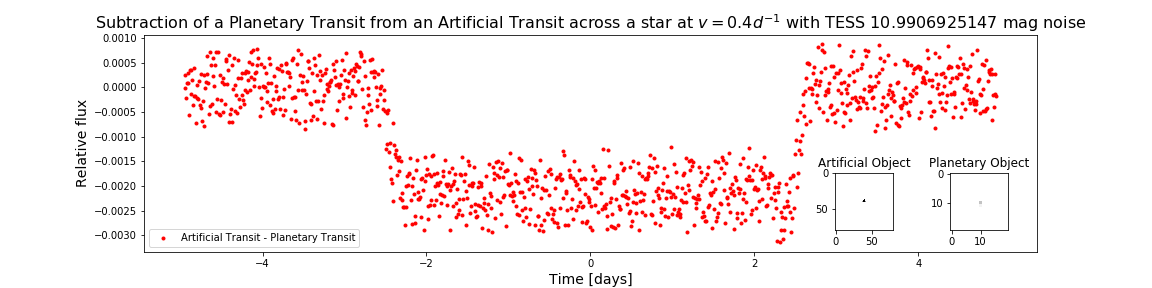 Subtraction of a Planetary Transit from an Artificial Transit across a star at v = 0.4d⁻¹ with TESS 10.9906925147 mag noise
Relative flux
0.0010
0.0005
0.0000
−0.0005
−0.0010
−0.0015
−0.0020
−0.0025
−0.0030
Artificial Transit - Planetary Transit
Artificial Object
0
50
0 50
Planetary Object
0
10
0 10
−4 −2 0 2 4
Time [days]